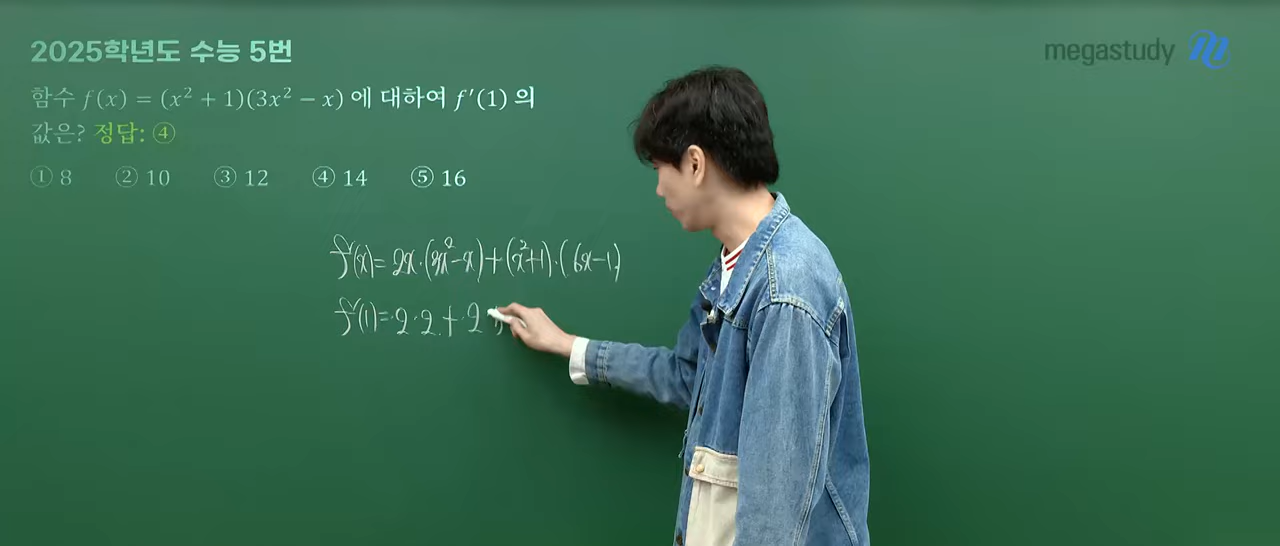 2025학년도 수능 5번
megastudy
함수 f(x) = (x² + 1)(3x² − x) 에 대하여 f′(1) 의
값은? 정답: ④
① 8 ② 10 ③ 12 ④ 14 ⑤ 16
f′(x) = 2x·(3x²−x)+(x²+1)·(6x−1)
f′(1) = 2·2+2